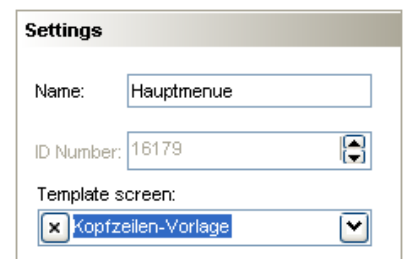 Settings
Name: Hauptmenue
ID Number: 16179
Template screen:
Kopfzeilen-Vorlage